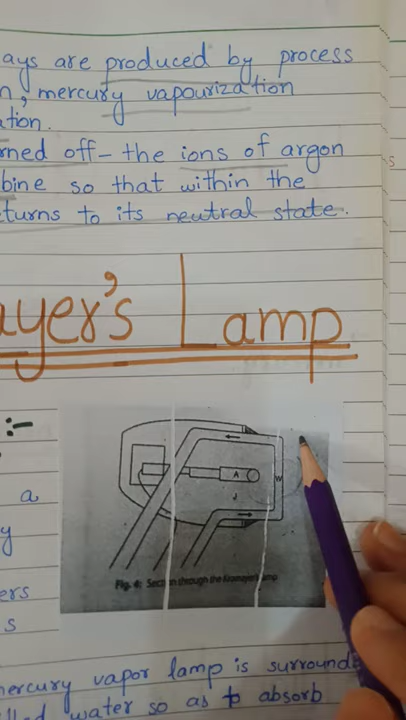 ays are produced by process
n, mercury vapourization
ation.
rned off- the ions of argon
bine so that within the
eturns to its neutral state.
s
ayer's Lamp
:-
a
y
ers
s
A
J
W
Fig. 4: Section through the Kromayer lamp
mercury vapor lamp is surround
lled water so as to absorb